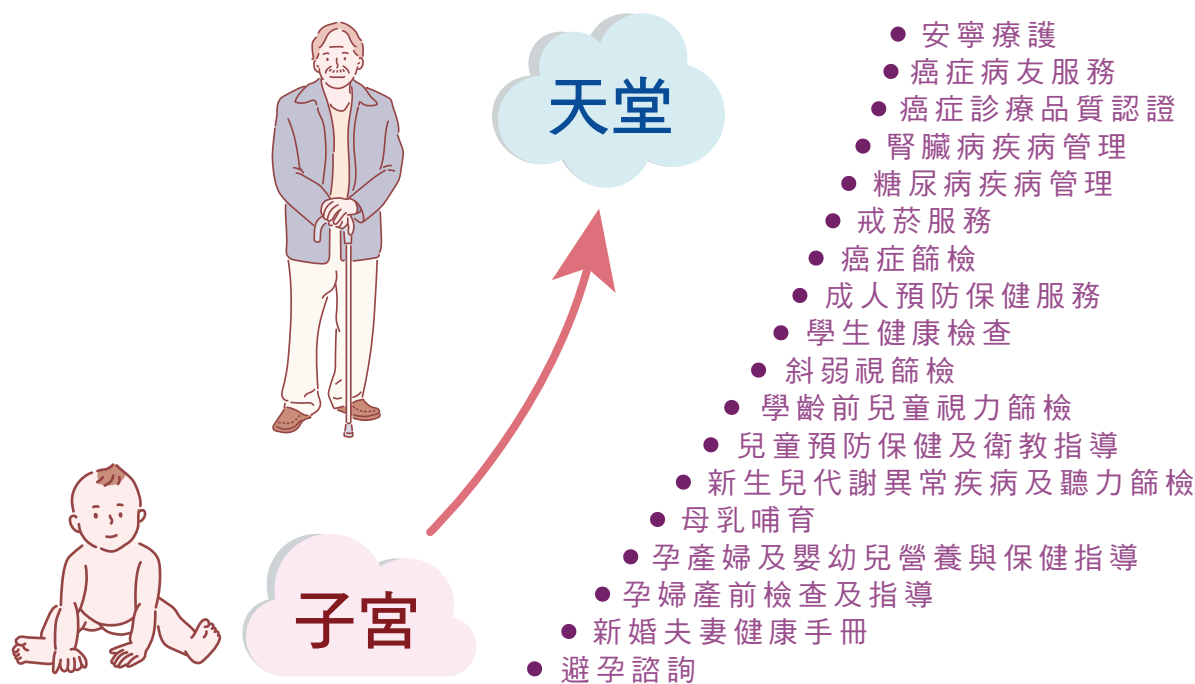 天堂
子宮
安寧療護
癌症病友服務
癌症診療品質認證
腎臟病疾病管理
糖尿病疾病管理
戒菸服務
癌症篩檢
成人預防保健服務
學生健康檢查
斜弱視篩檢
學齡前兒童視力篩檢
兒童預防保健及衛教指導
新生兒代謝異常疾病及聽力篩檢
母乳哺育
孕產婦及嬰幼兒營養與保健指導
孕婦產前檢查及指導
新婚夫妻健康手冊
避孕諮詢